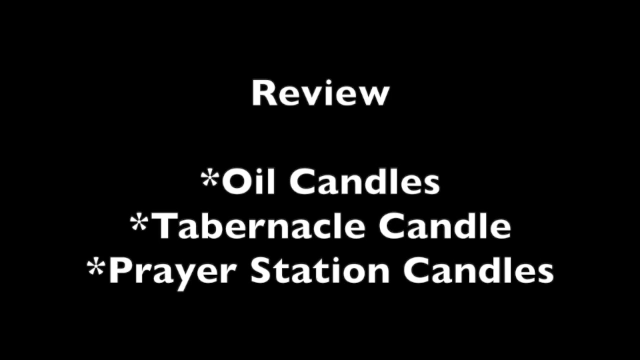 Review
*Oil Candles
*Tabernacle Candle
*Prayer Station Candles